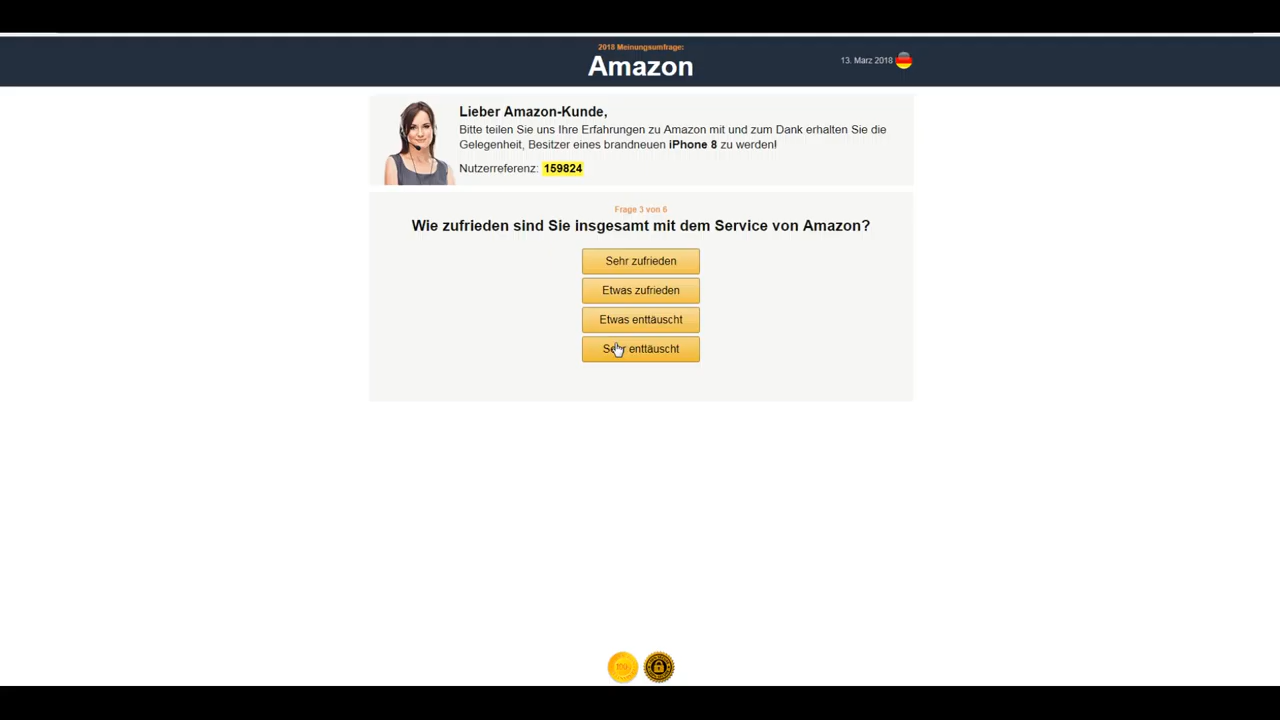 2018 Meinungsumfrage:
Amazon
13. Marz 2018
Lieber Amazon-Kunde,
Bitte teilen Sie uns Ihre Erfahrungen zu Amazon mit und zum Dank erhalten Sie die
Gelegenheit, Besitzer eines brandneuen iPhone 8 zu werden!
Nutzerreferenz: 159824
Frage 3 von 6
Wie zufrieden sind Sie insgesamt mit dem Service von Amazon?
Sehr zufrieden
Etwas zufrieden
Etwas enttäuscht
Sehr enttäuscht